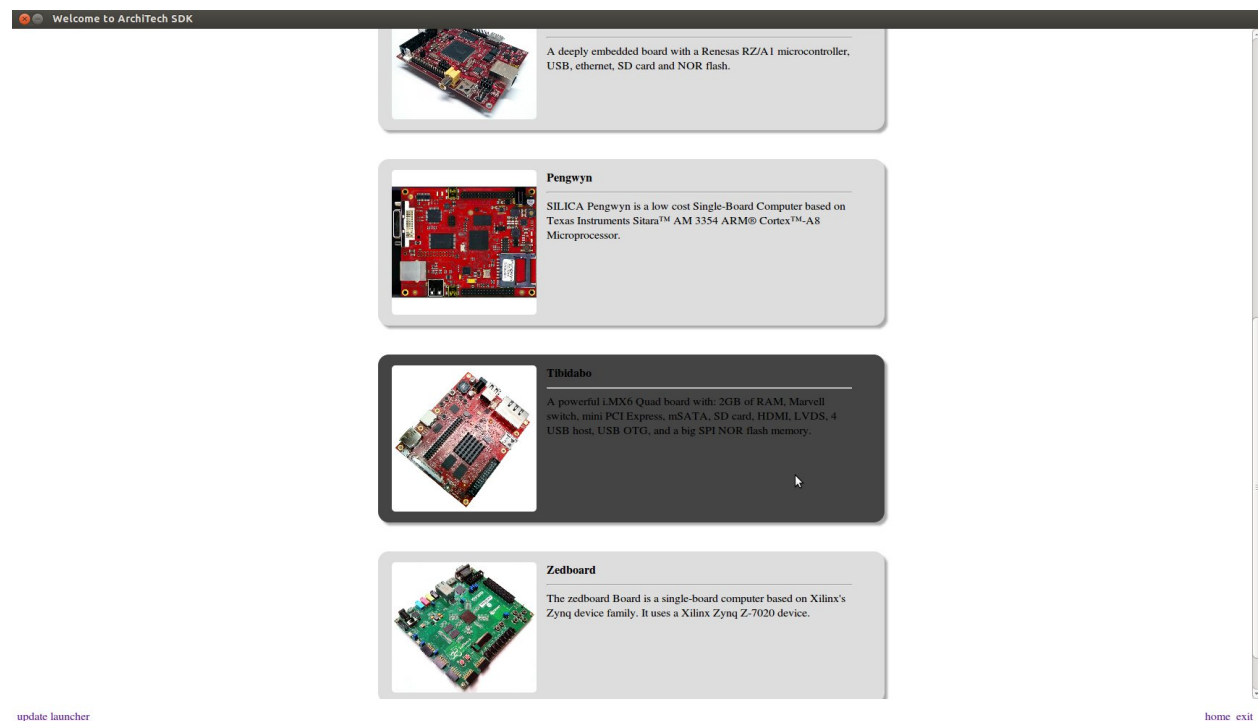 Welcome to ArchiTech SDK
A deeply embedded board with a Renesas RZ/A1 microcontroller,
USB, ethernet, SD card and NOR flash.
Pengwyn
SILICA Pengwyn is a low cost Single-Board Computer based on
Texas Instruments Sitara™ AM 3354 ARM® Cortex™-A8
Microprocessor.
Tibidabo
A powerful i.MX6 Quad board with: 2GB of RAM, Marvell
switch, mini PCI Express, mSATA, SD card, HDMI, LVDS, 4
USB host, USB OTG, and a big SPI NOR flash memory.
Zedboard
The zedboard Board is a single-board computer based on Xilinx's
Zynq device family. It uses a Xilinx Zynq Z-7020 device.
update launcher
home exit